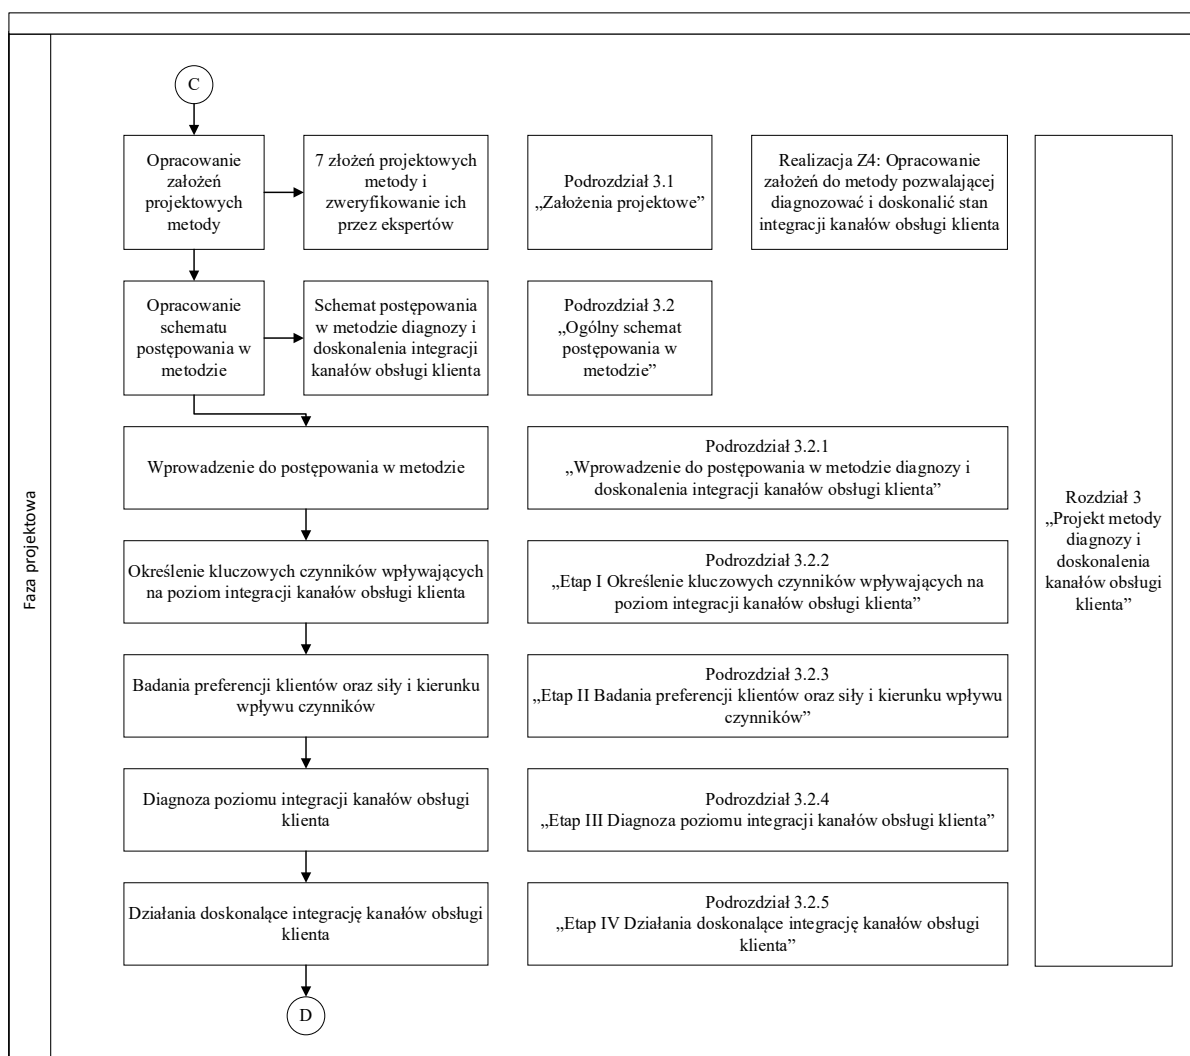 C
Opracowanie
założeń
projektowych
metody
7 złożeń projektowych
metody i
zweryfikowanie ich
przez ekspertów
Podrozdział 3.1
„Założenia projektowe”
Realizacja Z4: Opracowanie
założeń do metody pozwalającej
diagnozować i doskonalić stan
integracji kanałów obsługi klienta
Opracowanie
schematu
postępowania w
metodzie
Schemat postępowania
w metodzie diagnozy i
doskonalenia integracji
kanałów obsługi klienta
Podrozdział 3.2
„Ogólny schemat
postępowania w
metodzie”
Wprowadzenie do postępowania w metodzie
Podrozdział 3.2.1
„Wprowadzenie do postępowania w metodzie diagnozy i
doskonalenia integracji kanałów obsługi klienta”
Określenie kluczowych czynników wpływających
na poziom integracji kanałów obsługi klienta
Podrozdział 3.2.2
„Etap I Określenie kluczowych czynników wpływających na
poziom integracji kanałów obsługi klienta”
Badania preferencji klientów oraz siły i kierunku
wpływu czynników
Podrozdział 3.2.3
„Etap II Badania preferencji klientów oraz siły i kierunku wpływu
czynników”
Diagnoza poziomu integracji kanałów obsługi
klienta
Podrozdział 3.2.4
„Etap III Diagnoza poziomu integracji kanałów obsługi klienta”
Działania doskonalące integrację kanałów obsługi
klienta
Podrozdział 3.2.5
„Etap IV Działania doskonalące integrację kanałów obsługi
klienta”
D
Rozdział 3
„Projekt metody
diagnozy i
doskonalenia
kanałów obsługi
klienta”
Faza projektowa